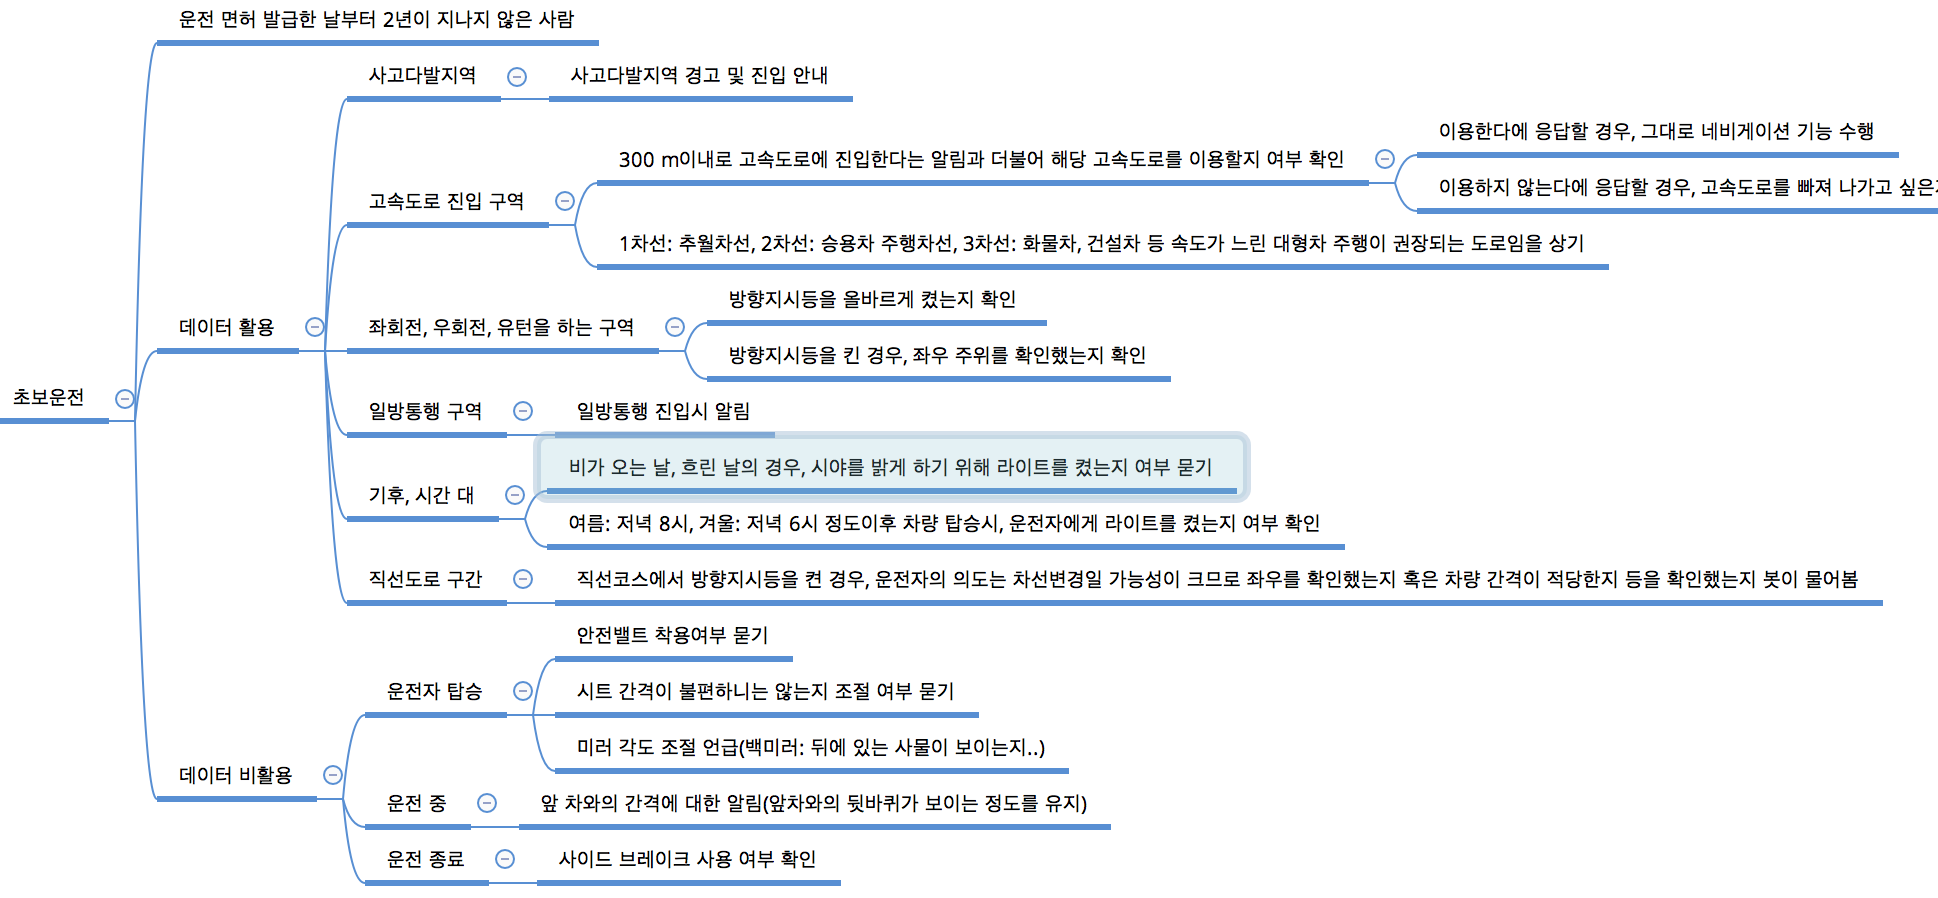 운전 면허 발급한 날부터 2년이 지나지 않은 사람
사고다발지역
사고다발지역 경고 및 진입 안내
이용한다에 응답할 경우, 그대로 네비게이션 기능 수행
300 m이내로 고속도로에 진입한다는 알림과 더불어 해당 고속도로를 이용할지 여부 확인
이용하지 않는다에 응답할 경우, 고속도로를 빠져 나가고 싶은
고속도로 진입 구역
1차선: 추월차선, 2차선: 승용차 주행차선, 3차선: 화물차, 건설차 등 속도가 느린 대형차 주행이 권장되는 도로임을 상기
방향지시등을 올바르게 켰는지 확인
데이터 활용
좌회전, 우회전, 유턴을 하는 구역
방향지시등을 킨 경우, 좌우 주위를 확인했는지 확인
초보운전
일방통행 구역
일방통행 진입시 알림
비가 오는 날, 흐린 날의 경우, 시야를 밝게 하기 위해 라이트를 켰는지 여부 묻기
기후, 시간 대
여름: 저녁 8시, 겨울: 저녁 6시 정도이후 차량 탑승시, 운전자에게 라이트를 켰는지 여부 확인
직선도로 구간
직선코스에서 방향지시등을 켠 경우, 운전자의 의도는 차선변경일 가능성이 크므로 좌우를 확인했는지 혹은 차량 간격이 적당한지 등을 확인했는지 봇이 물어봄
안전밸트 착용여부 묻기
운전자 탑승
시트 간격이 불편하니는 않는지 조절 여부 묻기
미러 각도 조절 언급(백미러: 뒤에 있는 사물이 보이는지..)
데이터 비활용
운전 중
앞 차와의 간격에 대한 알림(앞차와의 뒷바퀴가 보이는 정도를 유지)
운전 종료
사이드 브레이크 사용 여부 확인